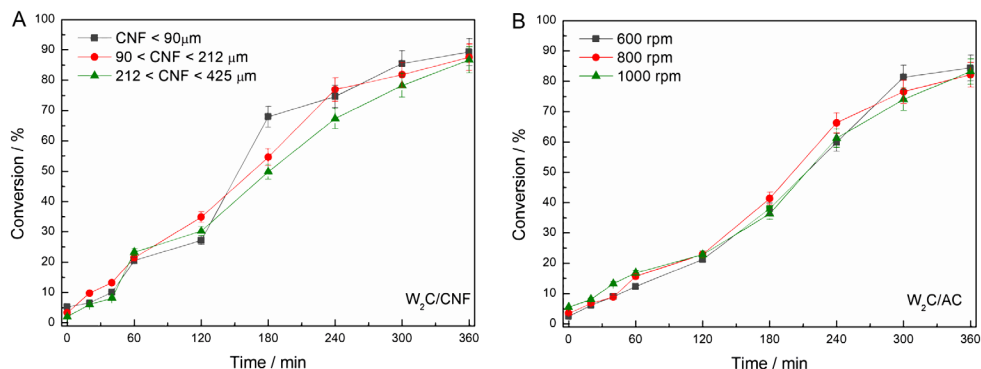 A
CNF < 90μm
90 < CNF < 212 μm
212 < CNF < 425 μm
100
90
80
70
60
50
40
30
20
10
0
Conversion / %
W₂C/CNF
0 60 120 180 240 300 360
Time / min
B
600 rpm
800 rpm
1000 rpm
100
90
80
70
60
50
40
30
20
10
0
Conversion / %
W₂C/AC
0 60 120 180 240 300 360
Time / min